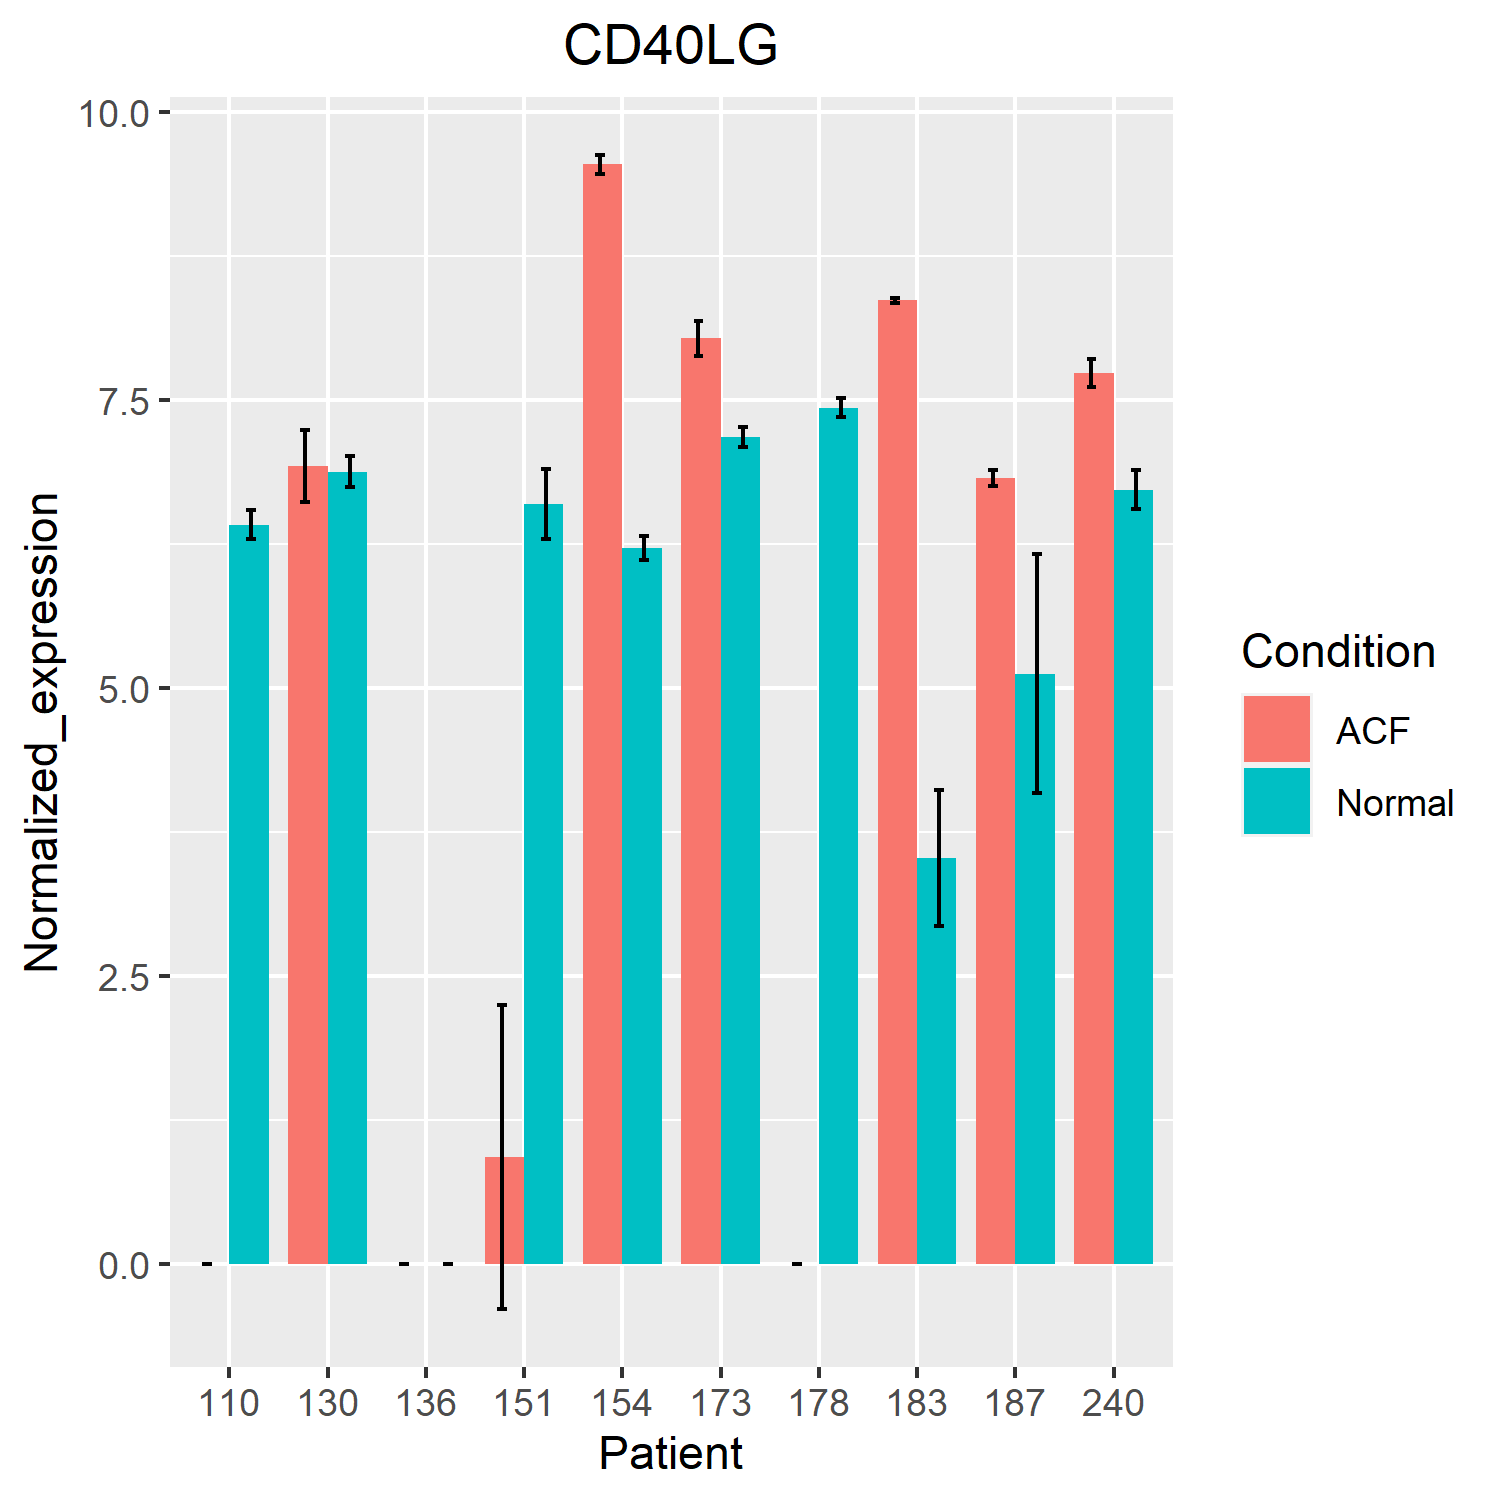 CD40LG
10.0
7.5
5.0
2.5
0.0
Normalized_expression
110 130 136 151 154 173 178 183 187 240
Patient
Condition
ACF
Normal